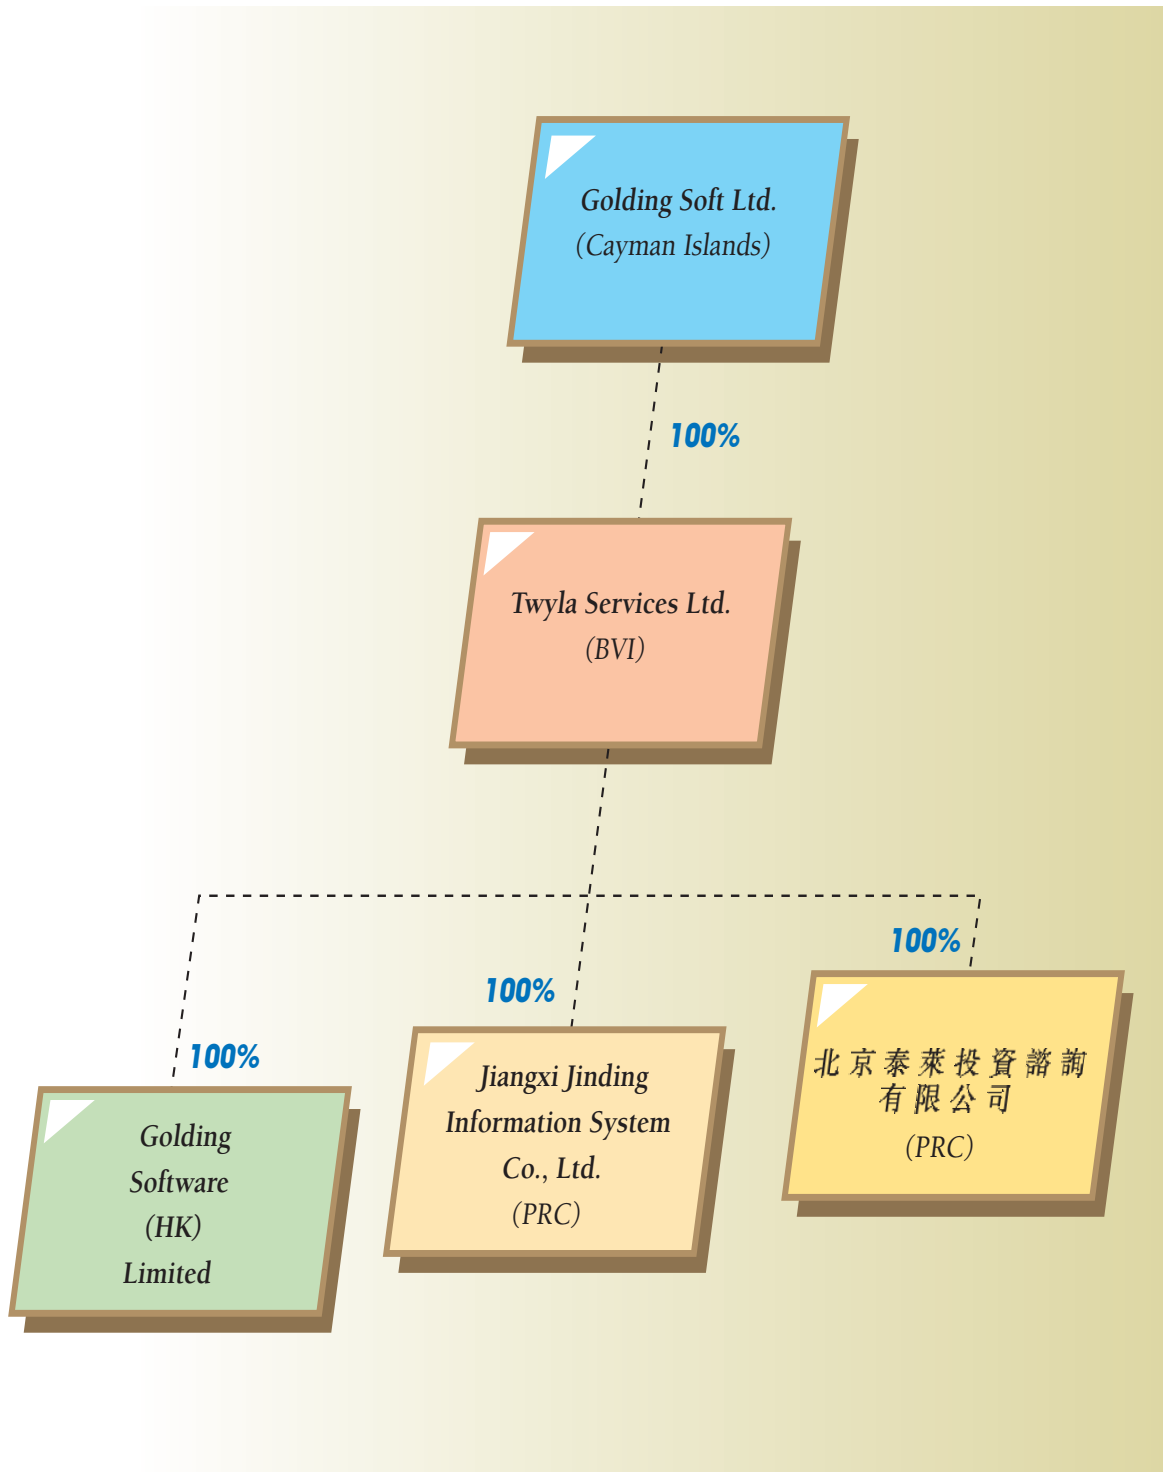 Golding Soft Ltd.
(Cayman Islands)
100%
Twyla Services Ltd.
(BVI)
100%
100%
100%
Golding
Software
(HK)
Limited
Jiangxi Jinding
Information System
Co., Ltd.
(PRC)
北京泰萊投資諮詢
有限公司
(PRC)